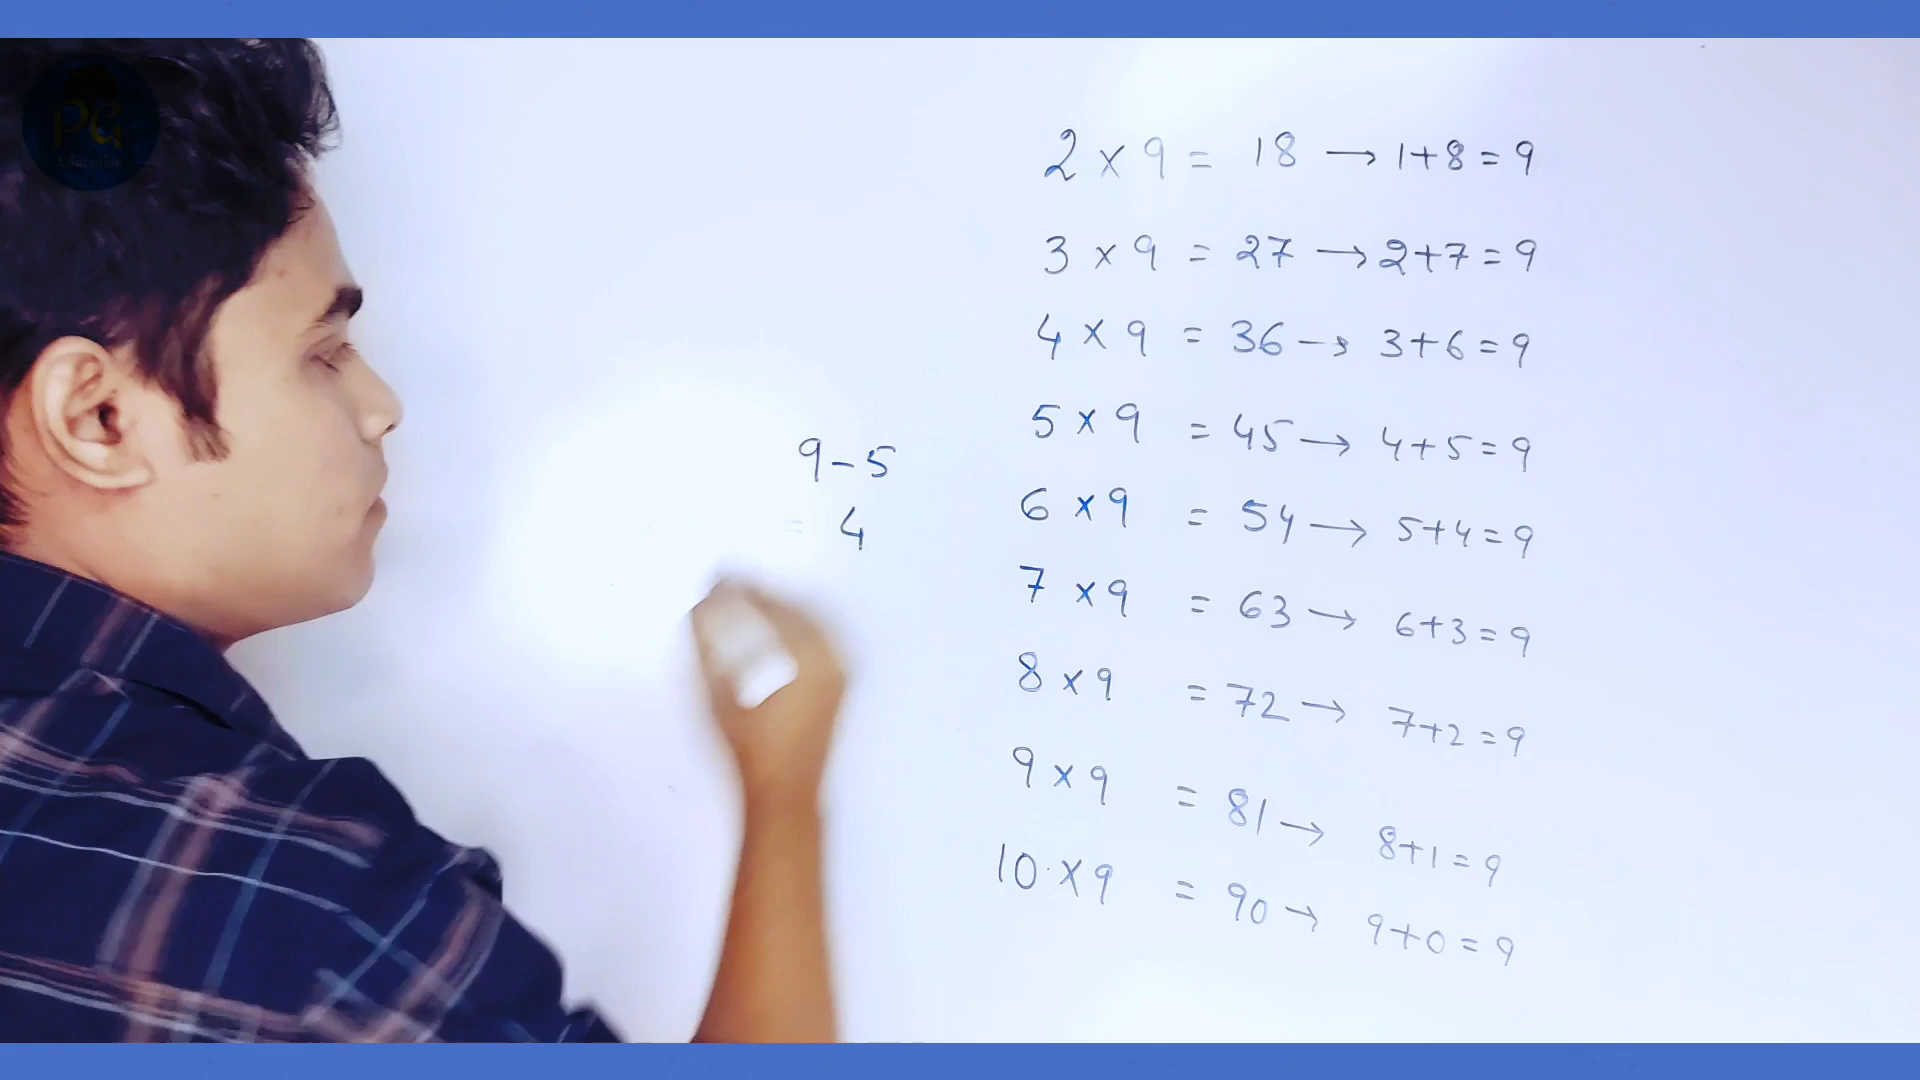 PG
Education
2 × 9 = 18 → 1+8 = 9
3 × 9 = 27 → 2+7 = 9
4 × 9 = 36 → 3+6 = 9
5 × 9 = 45 → 4+5 = 9
9 - 5
= 4
6 × 9 = 54 → 5+4 = 9
7 × 9 = 63 → 6+3 = 9
8 × 9 = 72 → 7+2 = 9
9 × 9 = 81 → 8+1 = 9
10 × 9 = 90 → 9+0 = 9